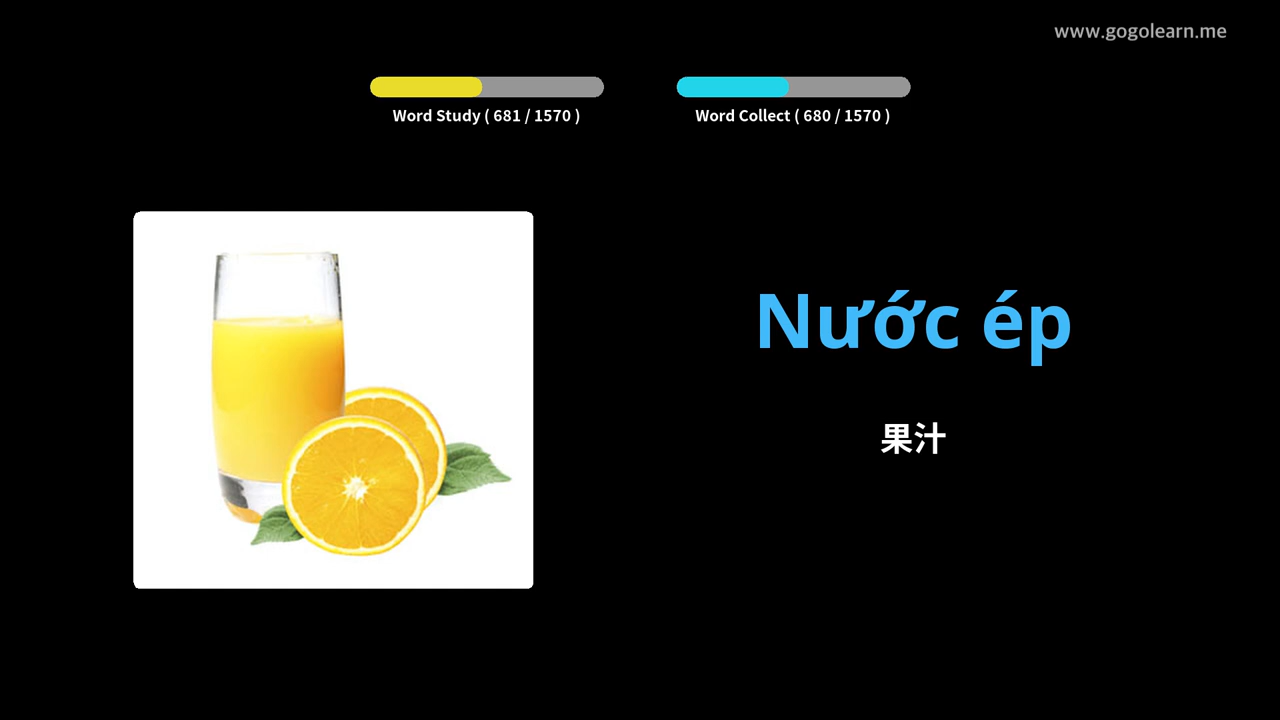 www.gogolearn.me
Word Study ( 681 / 1570 )
Word Collect ( 680 / 1570 )
Nước ép
果汁